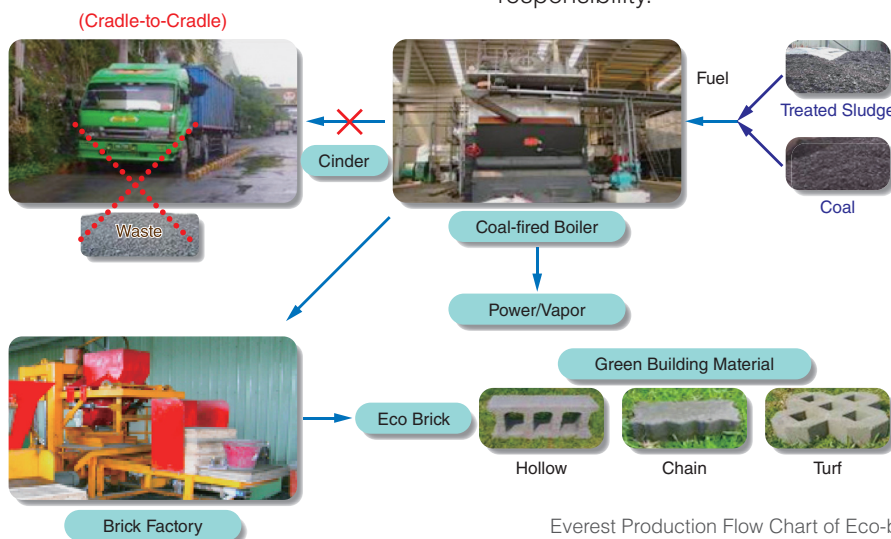 responsibility.
(Cradle-to-Cradle)
Fuel
Treated Sludge
Cinder
Coal
Waste
Coal-fired Boiler
Power/Vapor
Green Building Material
Eco Brick
Hollow
Chain
Turf
Brick Factory
Everest Production Flow Chart of Eco-b